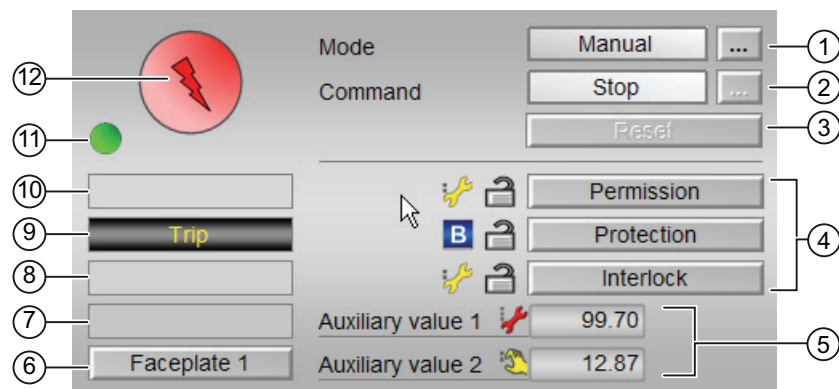 Mode Manual ... 1
Command Stop ... 2
Reset 3
12
11
10 Permission
9 Trip B Protection 4
8 Interlock
7 Auxiliary value 1 99.70
6 Faceplate 1 Auxiliary value 2 12.87 5